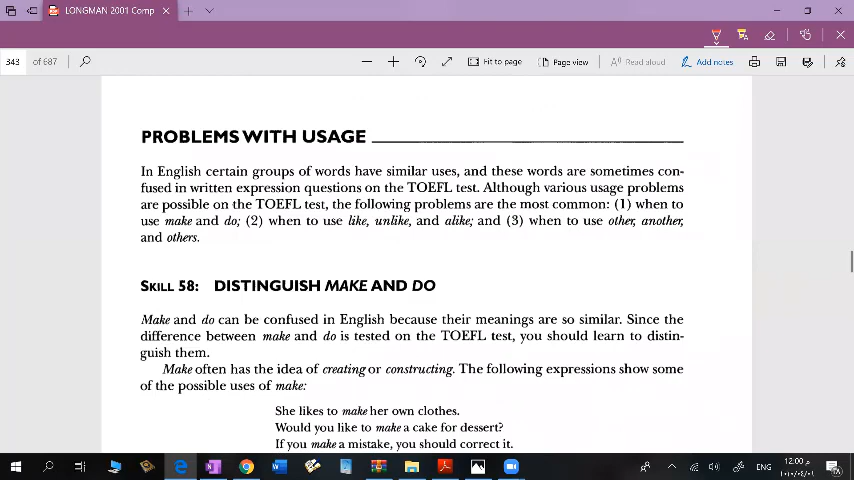 LONGMAN 2001 Comp
343 of 687
Fit to page
Page view
Read aloud
Add notes
PROBLEMS WITH USAGE
In English certain groups of words have similar uses, and these words are sometimes con-
fused in written expression questions on the TOEFL test. Although various usage problems
are possible on the TOEFL test, the following problems are the most common: (1) when to
use make and do; (2) when to use like, unlike, and alike; and (3) when to use other, another,
and others.
SKILL 58: DISTINGUISH MAKE AND DO
Make and do can be confused in English because their meanings are so similar. Since the
difference between make and do is tested on the TOEFL test, you should learn to distin-
guish them.
Make often has the idea of creating or constructing. The following expressions show some
of the possible uses of make:
She likes to make her own clothes.
Would you like to make a cake for dessert?
If you make a mistake, you should correct it.
ENG
12:00 م